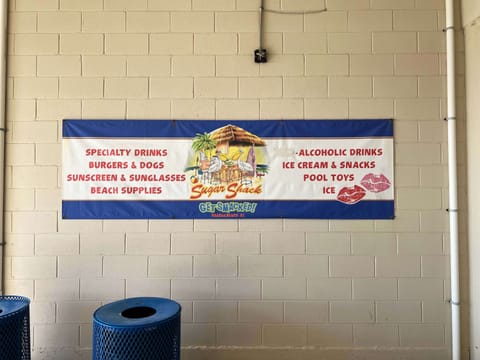 SPECIALTY DRINKS
BURGERS & DOGS
SUNSCREEN & SUNGLASSES
BEACH SUPPLIES
Sugar Shack
GET SMACKED!
-ALCOHOLIC DRINKS
ICE CREAM & SNACKS
POOL TOYS
ICE